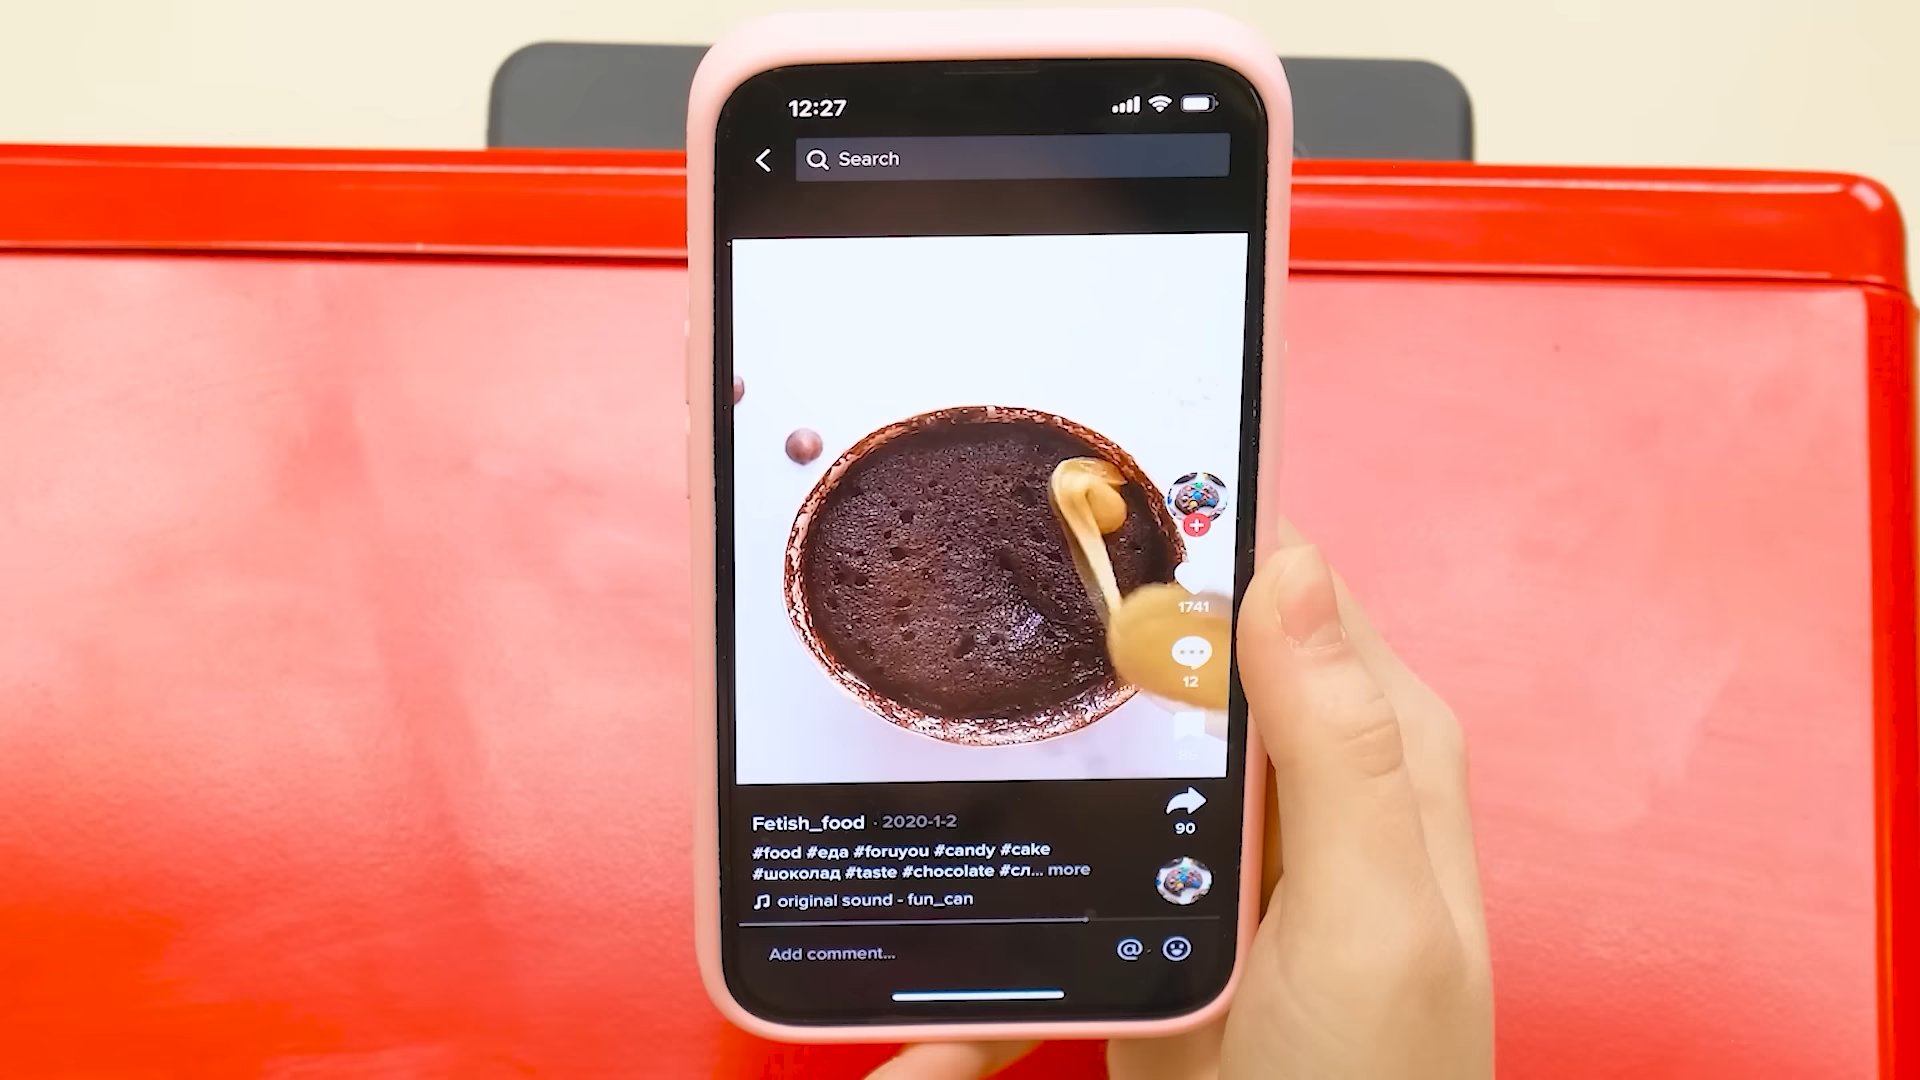 12:27
Search
1741
12
86
Fetish_food · 2020-1-2
90
#food #еда #foruyou #candy #cake
#шоколад #taste #chocolate #сл... more
original sound - fun_can
Add comment...
@